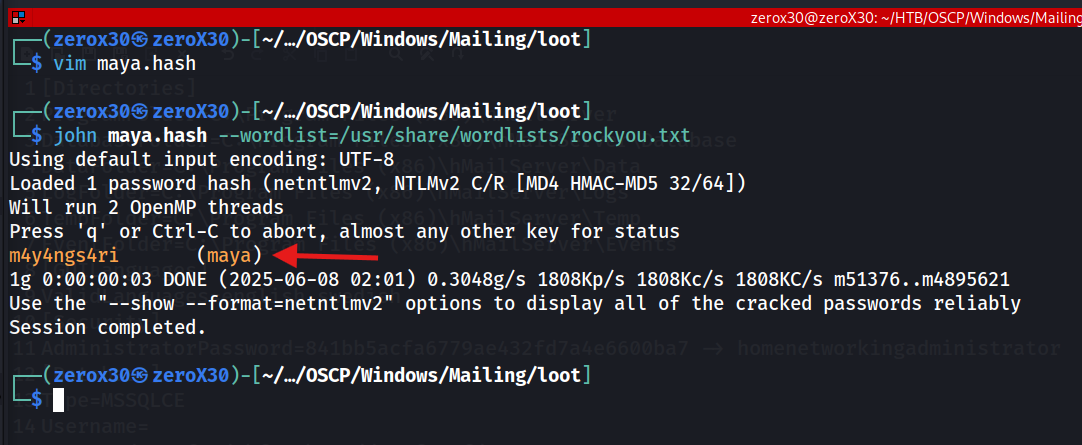 zerox30@zeroX30: ~/HTB/OSCP/Windows/Mailing
┌──(zerox30㉿zeroX30)-[~/…/OSCP/Windows/Mailing/loot]
└─$ vim maya.hash
1 [Directories]
┌──(zerox30㉿zeroX30)-[~/…/OSCP/Windows/Mailing/loot]
└─$ john maya.hash --wordlist=/usr/share/wordlists/rockyou.txt
Using default input encoding: UTF-8
Loaded 1 password hash (netntlmv2, NTLMv2 C/R [MD4 HMAC-MD5 32/64])
Will run 2 OpenMP threads
Press 'q' or Ctrl-C to abort, almost any other key for status
m4y4ngs4ri (maya)
1g 0:00:00:03 DONE (2025-06-08 02:01) 0.3048g/s 1808Kp/s 1808Kc/s 1808KC/s m51376..m4895621
Use the "--show --format=netntlmv2" options to display all of the cracked passwords reliably
Session completed.
11 AdministratorPassword=841bb5acfa6779ae432fd7a4e6600ba7 → homenetworkingadministrator
┌──(zerox30㉿zeroX30)-[~/…/OSCP/Windows/Mailing/loot]
└─$
Type=MSSQLCE
14 Username=